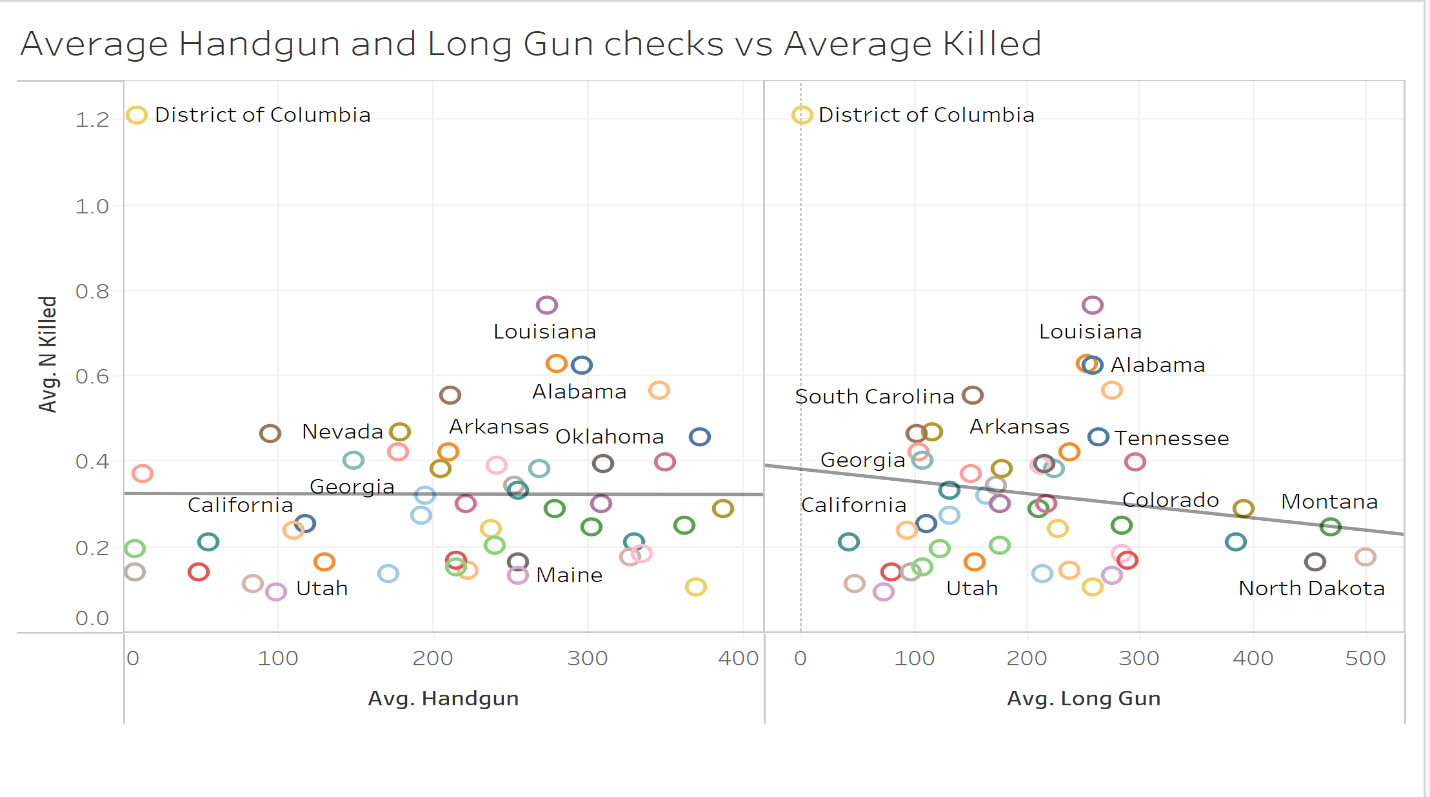 Average Handgun and Long Gun checks vs Average Killed
Avg. N Killed
1.2
1.0
0.8
0.6
0.4
0.2
0.0
District of Columbia
Louisiana
Alabama
Arkansas
Nevada
Oklahoma
Georgia
California
Maine
Utah
0
100
200
300
400
Avg. Handgun
District of Columbia
Louisiana
Alabama
South Carolina
Arkansas
Tennessee
Georgia
Colorado
Montana
California
Utah
North Dakota
0
100
200
300
400
500
Avg. Long Gun